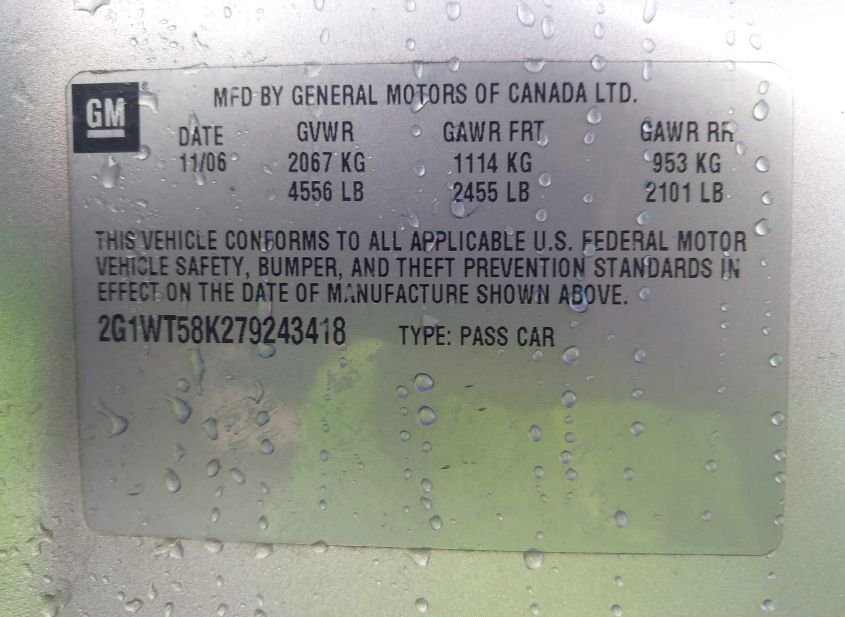 GM
MFD BY GENERAL MOTORS OF CANADA LTD.
DATE GVWR GAWR FRT GAWR RR
11/06 2067 KG 1114 KG 953 KG
4556 LB 2455 LB 2101 LB
THIS VEHICLE CONFORMS TO ALL APPLICABLE U.S. FEDERAL MOTOR
VEHICLE SAFETY, BUMPER, AND THEFT PREVENTION STANDARDS IN
EFFECT ON THE DATE OF MANUFACTURE SHOWN ABOVE.
2G1WT58K279243418 TYPE: PASS CAR